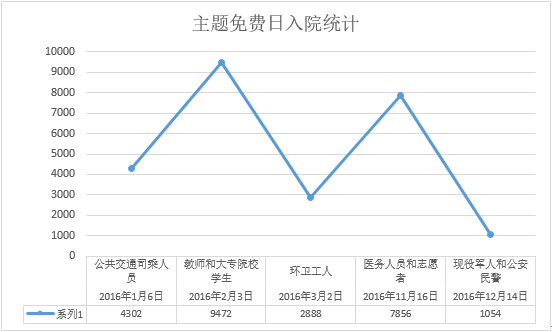 主题免费日入院统计
10000
9000
8000
7000
6000
5000
4000
3000
2000
1000
0
公共交通司乘人员
教师和大专院校学生
环卫工人
医务人员和志愿者
现役军人和公安民警
2016年1月6日 2016年2月3日 2016年3月2日 2016年11月16日 2016年12月14日
系列1 4302 9472 2888 7856 1054